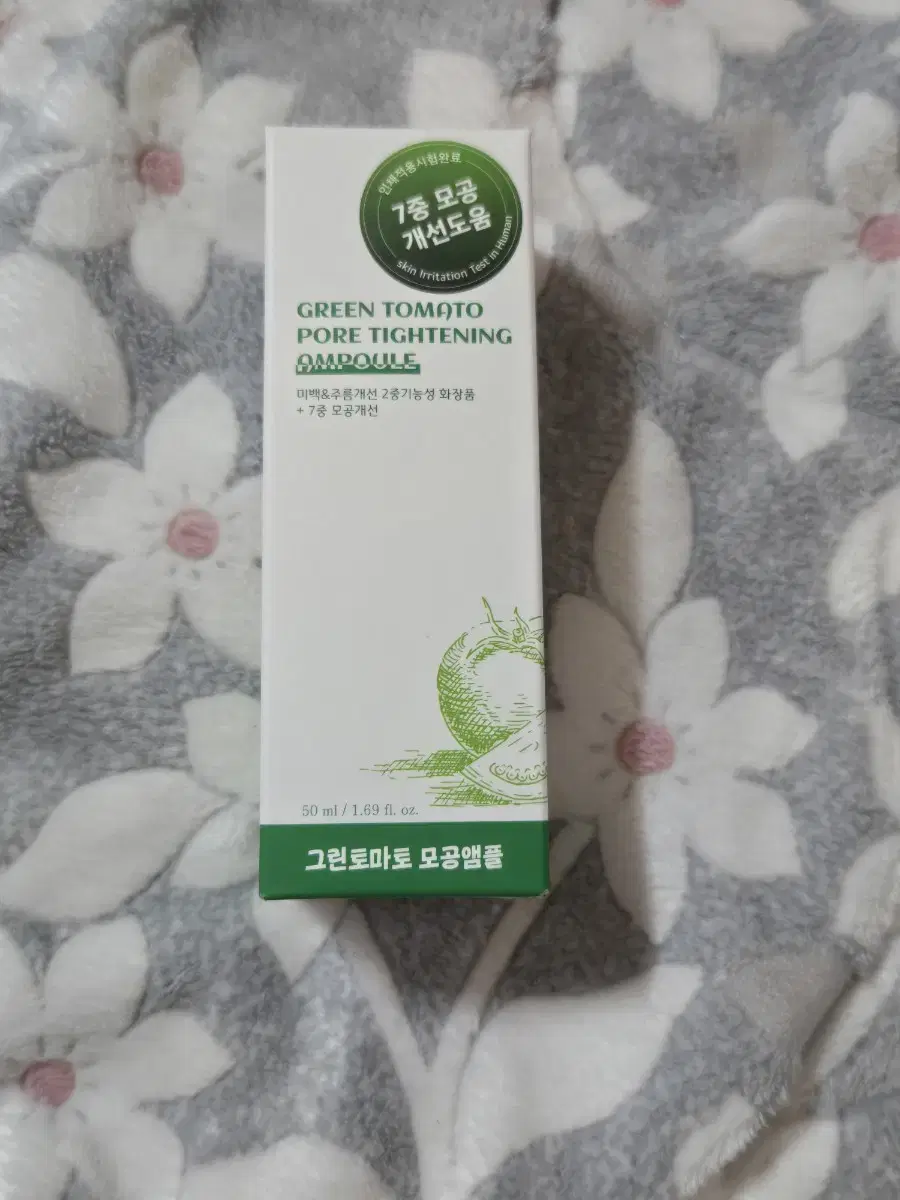 인체적용시험완료
7중 모공
개선도움
skin Irritation Test in Human
GREEN TOMATO
PORE TIGHTENING
AMPOULE
미백&주름개선 2중기능성 화장품
+ 7중 모공개선
50 ml / 1.69 fl. oz.
그린토마토 모공앰플